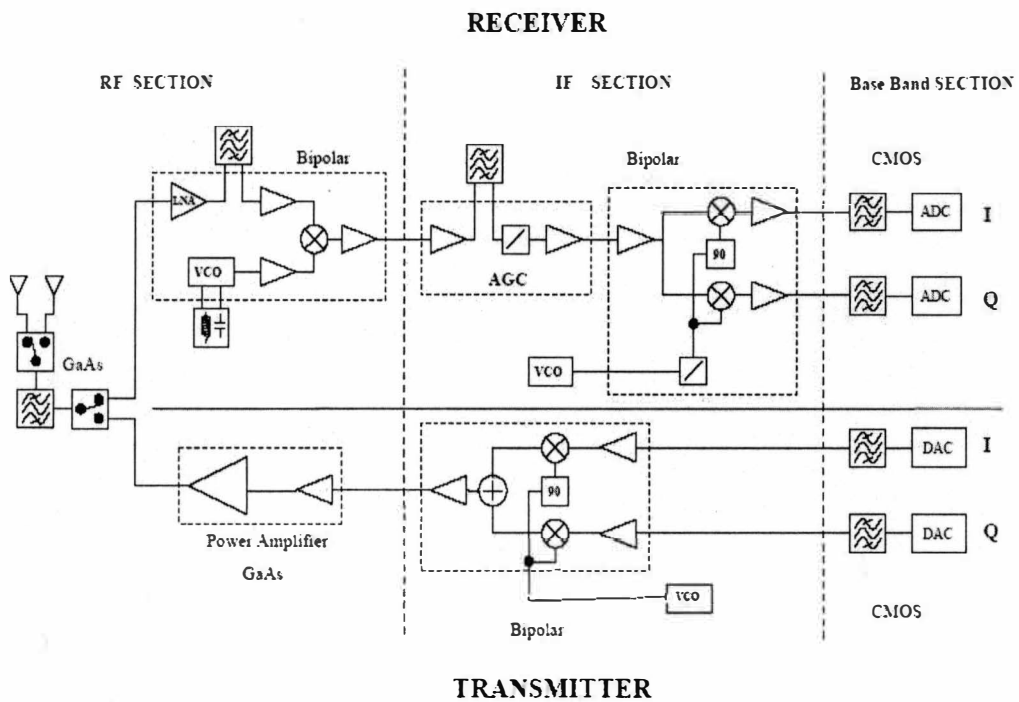 RECEIVER
RF SECTION
IF SECTION
Base Band SECTION
Bipolar
Bipolar
CMOS
LNA
ADC
I
90
VCO
AGC
ADC
Q
GaAs
VCO
DAC
I
90
Power Amplifier
GaAs
DAC
Q
VCO
Bipolar
CMOS
TRANSMITTER